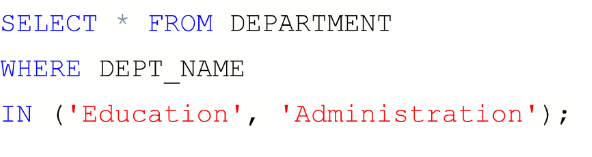 SELECT * FROM DEPARTMENT
WHERE DEPT_NAME
IN ('Education', 'Administration');